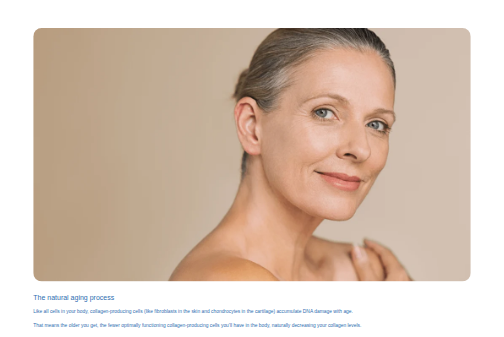 The natural aging process
Like all cells in your body, collagen-producing cells (like fibroblasts in the skin and chondrocytes in the cartilage) accumulate DNA damage with age.
That means the older you get, the fewer optimally functioning collagen-producing cells you'll have in the body, naturally decreasing your collagen levels.